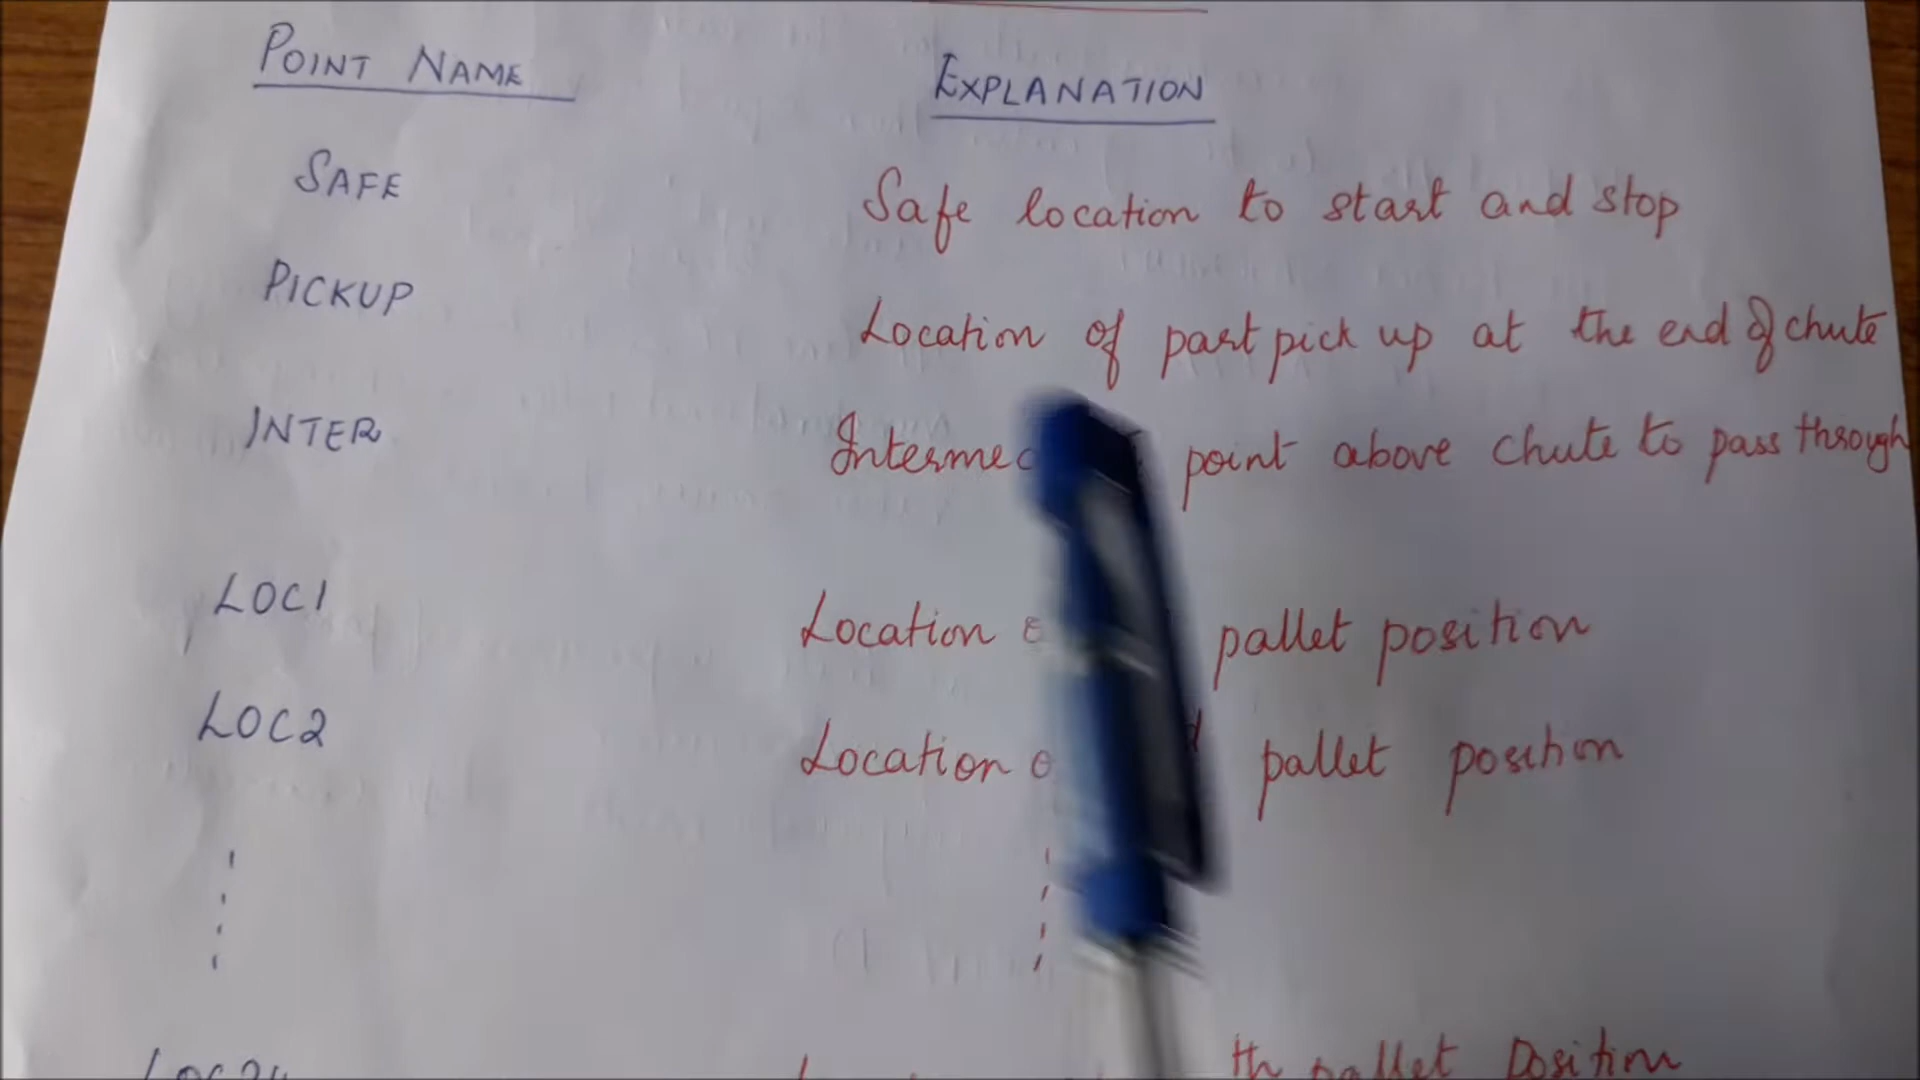 POINT NAME EXPLANATION
SAFE Safe location to start and stop
PICKUP Location of part pick up at the end of chute
INTER point above chute to pass through
LOC1 Location pallet position
LOC2 Location pallet position
LOC24 th pallet position